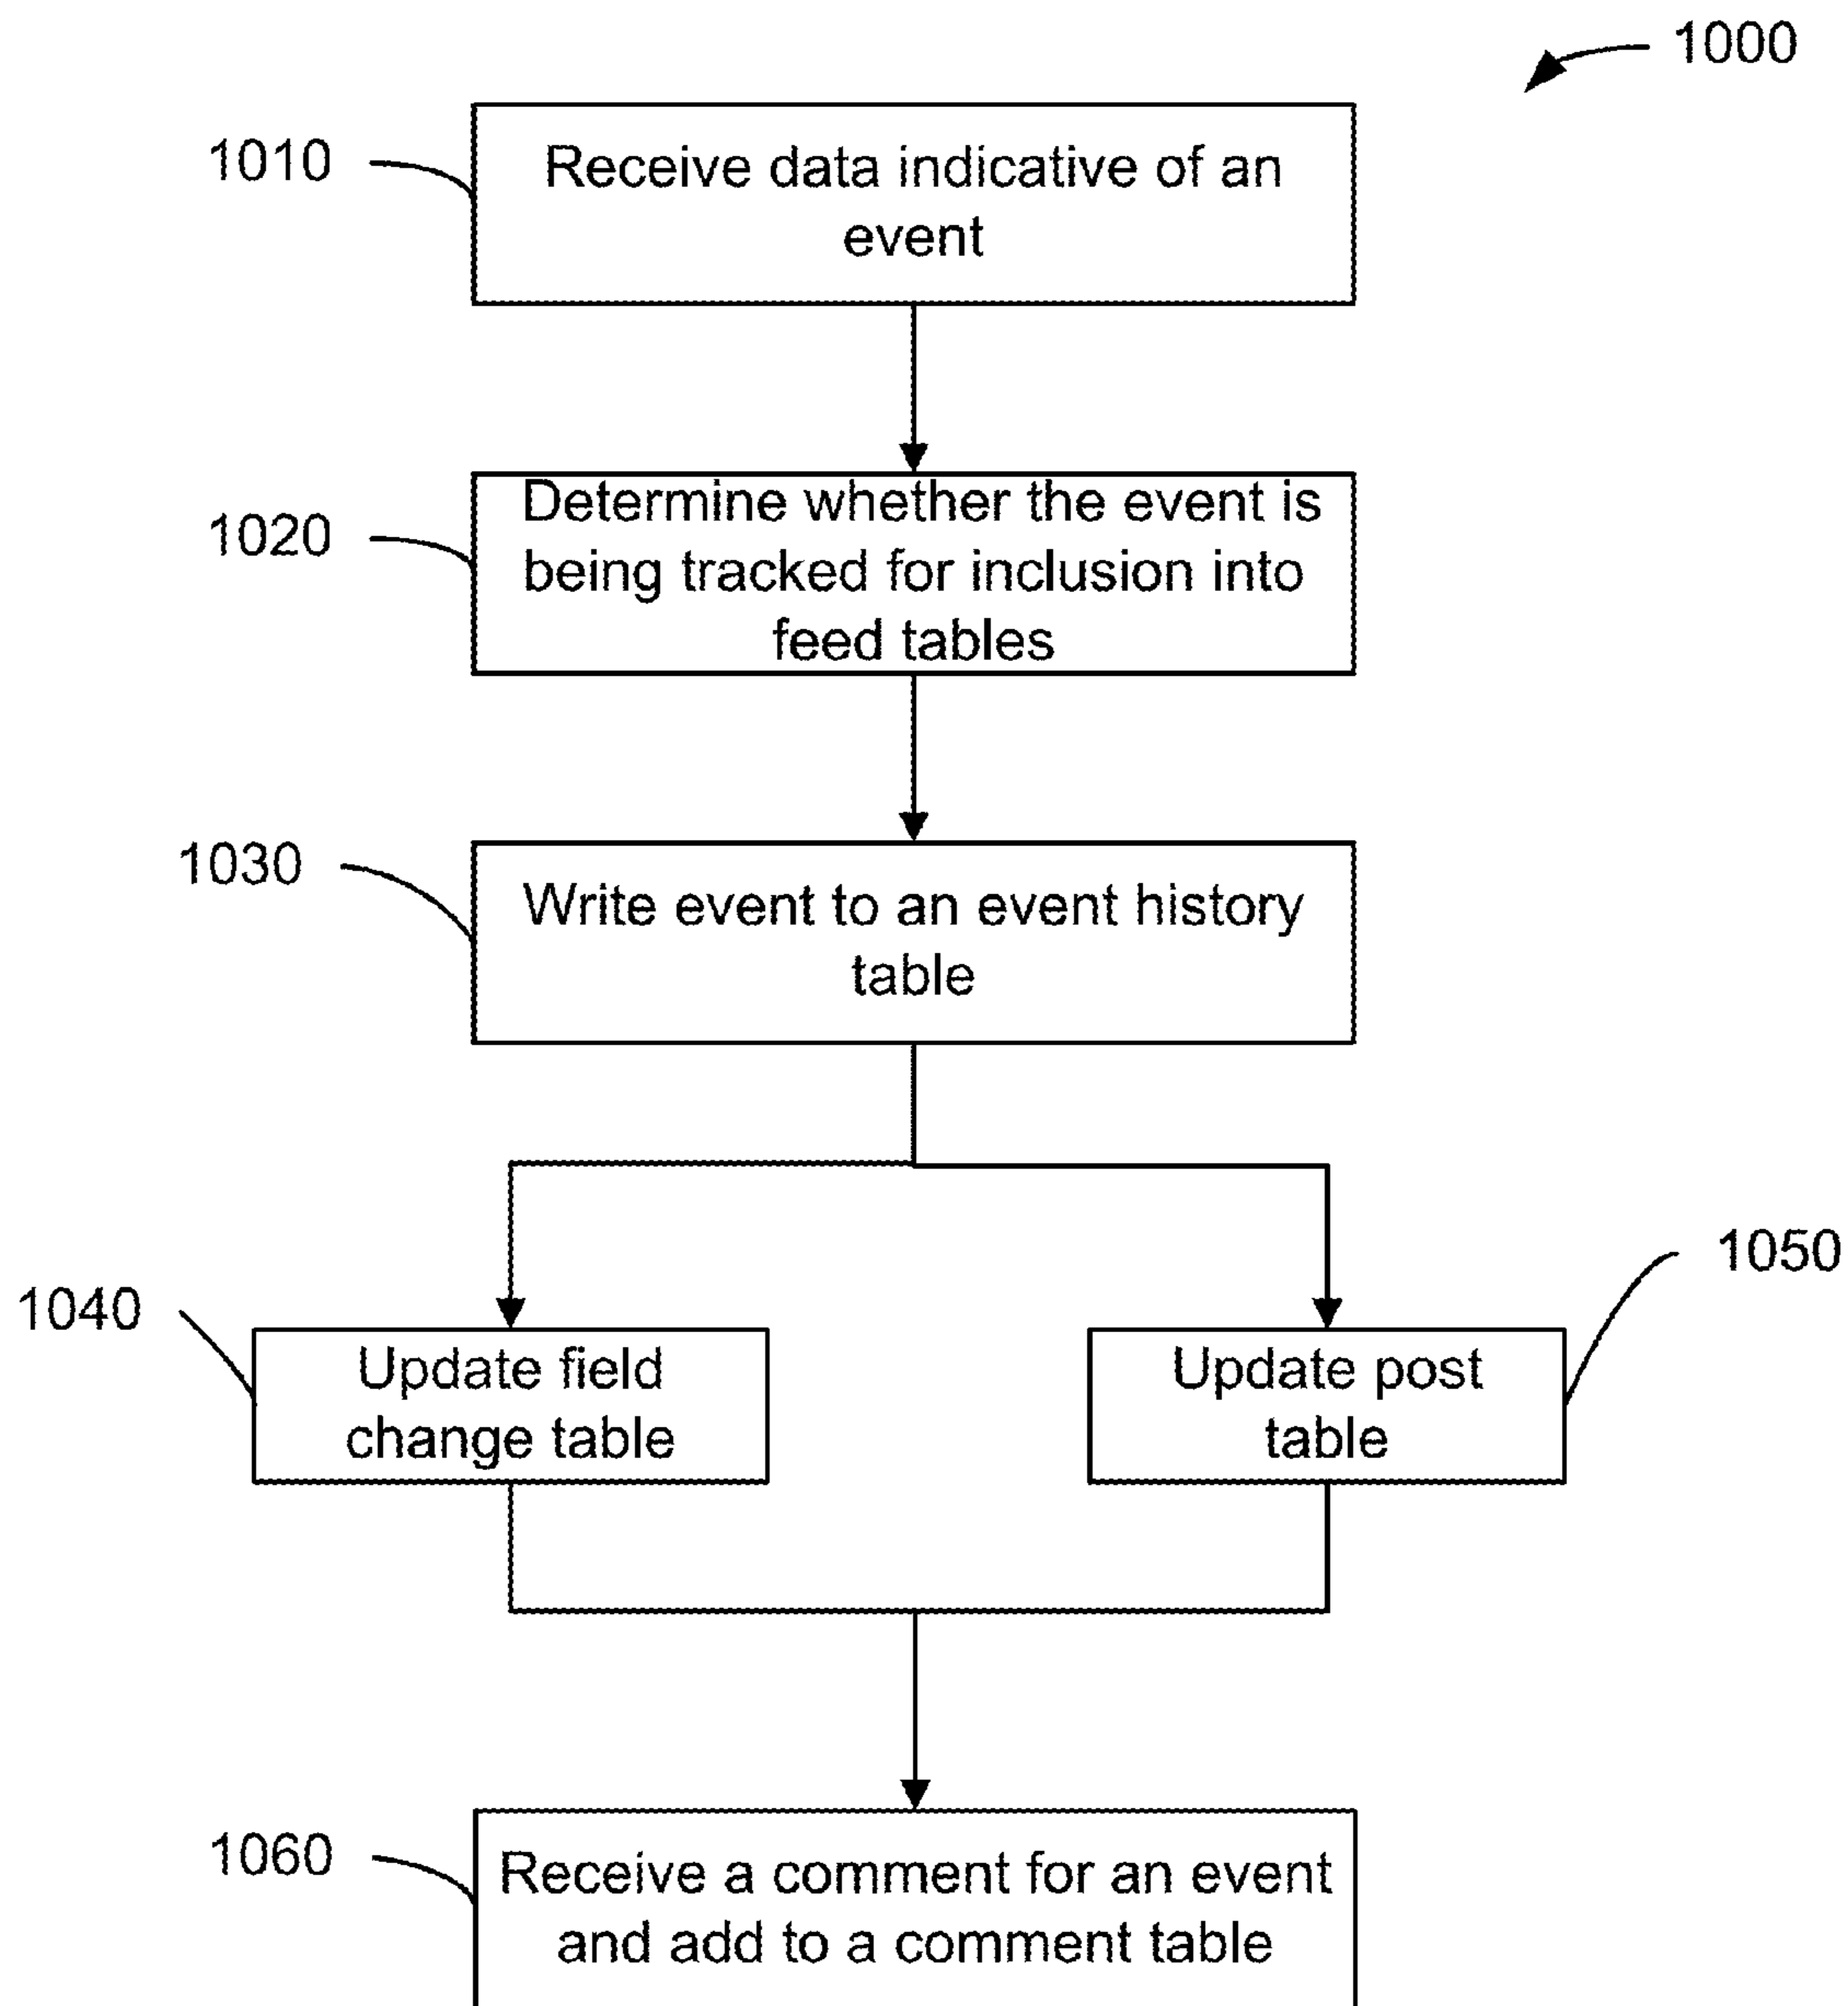 1000
1010
Receive data indicative of an
event
1020
Determine whether the event is
being tracked for inclusion into
feed tables
1030
Write event to an event history
table
1040
Update field
change table
1050
Update post
table
1060
Receive a comment for an event
and add to a comment table